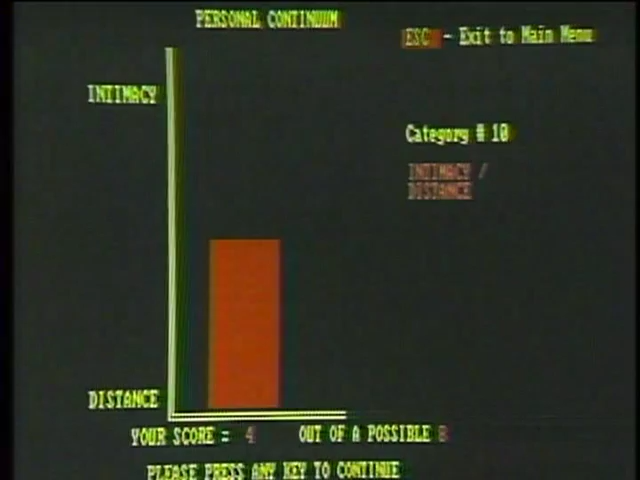 PERSONAL CONTINUUM
ESC - Exit to Main Menu
INTIMACY
Category # 10
INTIMACY /
DISTANCE
DISTANCE
YOUR SCORE = 4 OUT OF A POSSIBLE 8
PLEASE PRESS ANY KEY TO CONTINUE